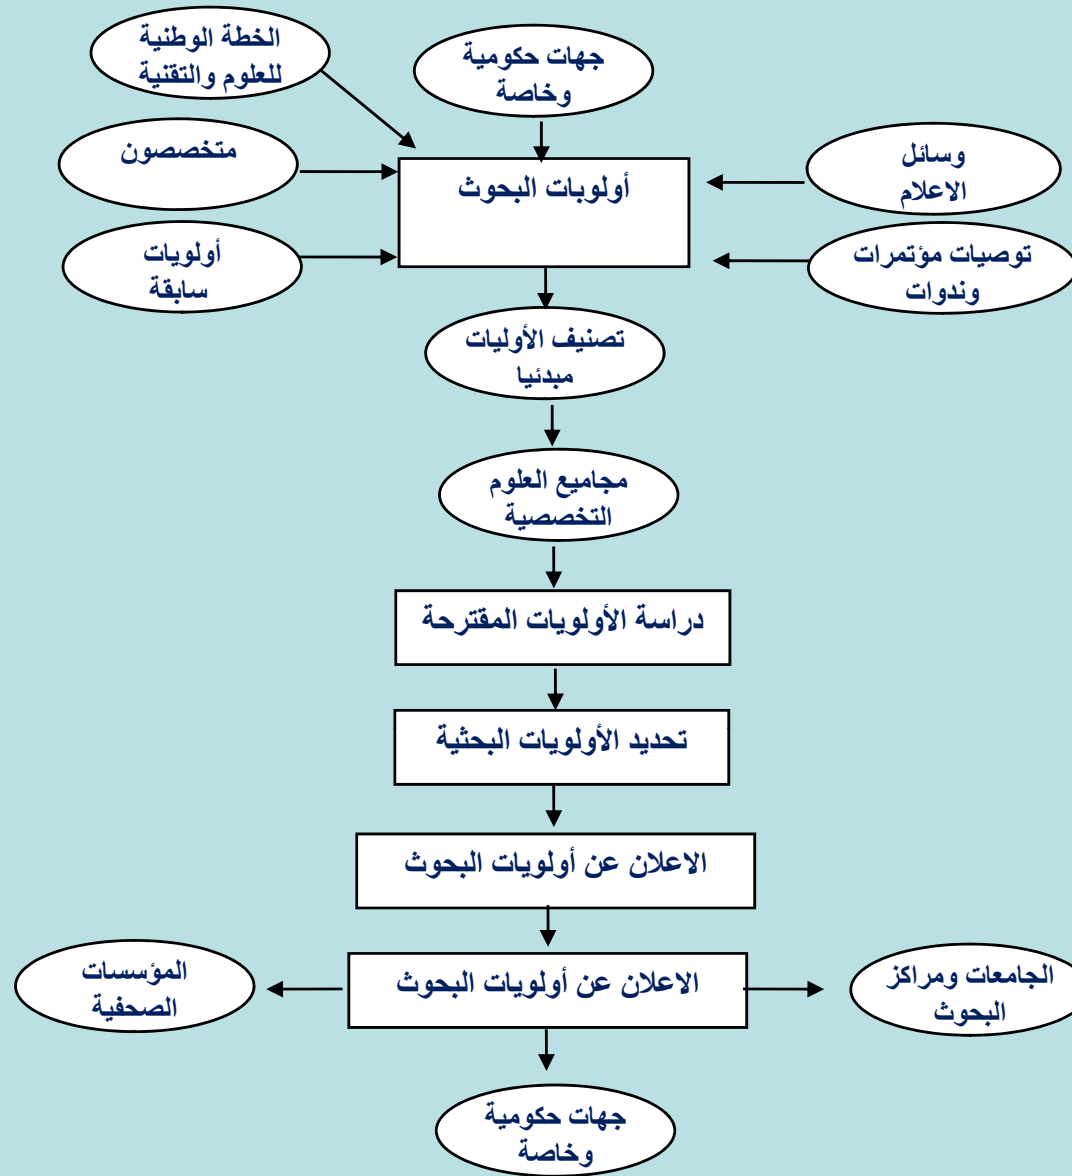 الخطة الوطنية
للعلوم والتقنية
جهات حكومية
وخاصة
متخصصون
وسائل
الاعلام
أولوبات البحوث
أولويات
سابقة
توصيات مؤتمرات
وندوات
تصنيف الأوليات
مبدئيا
مجاميع العلوم
التخصصية
دراسة الأولويات المقترحة
تحديد الأولويات البحثية
الاعلان عن أولويات البحوث
المؤسسات
الصحفية
الاعلان عن أولويات البحوث
الجامعات ومراكز
البحوث
جهات حكومية
وخاصة